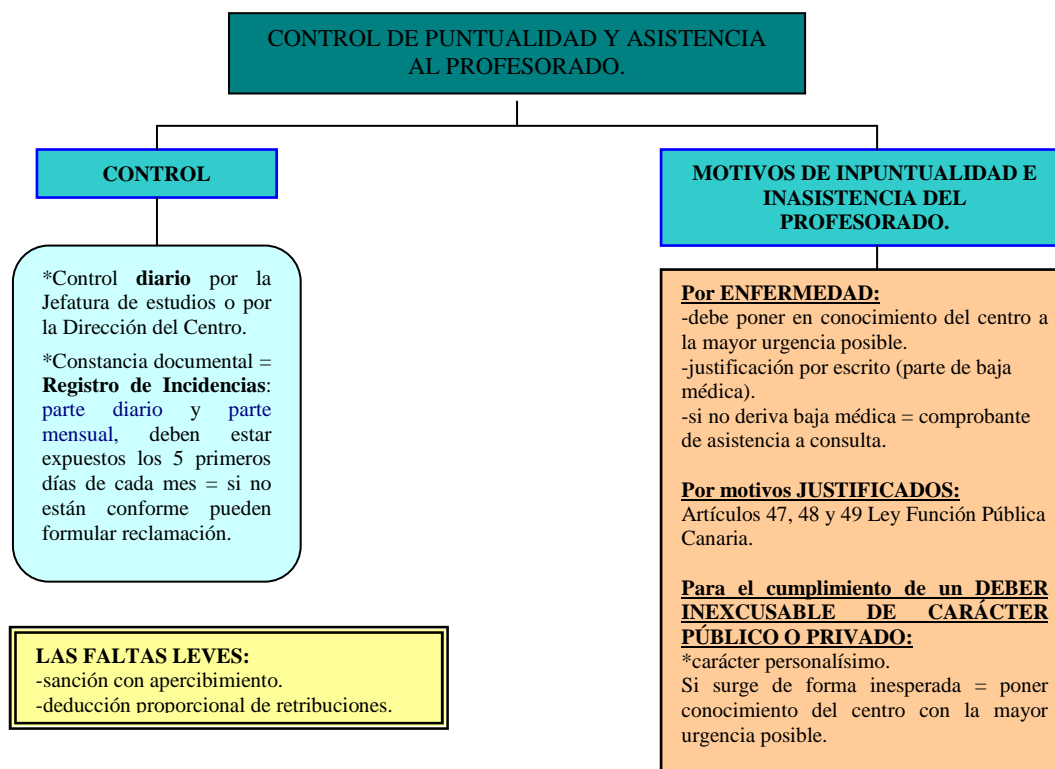 CONTROL DE PUNTUALIDAD Y ASISTENCIA
AL PROFESORADO.
CONTROL
*Control diario por la
Jefatura de estudios o por
la Dirección del Centro.
*Constancia documental =
Registro de Incidencias:
parte diario y parte
mensual, deben estar
expuestos los 5 primeros
días de cada mes = si no
están conforme pueden
formular reclamación.
LAS FALTAS LEVES:
-sanción con apercibimiento.
-deducción proporcional de retribuciones.
MOTIVOS DE INPUNTUALIDAD E
INASISTENCIA DEL
PROFESORADO.
Por ENFERMEDAD:
-debe poner en conocimiento del centro a
la mayor urgencia posible.
-justificación por escrito (parte de baja
médica).
-si no deriva baja médica = comprobante
de asistencia a consulta.
Por motivos JUSTIFICADOS:
Artículos 47, 48 y 49 Ley Función Pública
Canaria.
Para el cumplimiento de un DEBER
INEXCUSABLE DE CARÁCTER
PÚBLICO O PRIVADO:
*carácter personalísimo.
Si surge de forma inesperada = poner
conocimiento del centro con la mayor
urgencia posible.